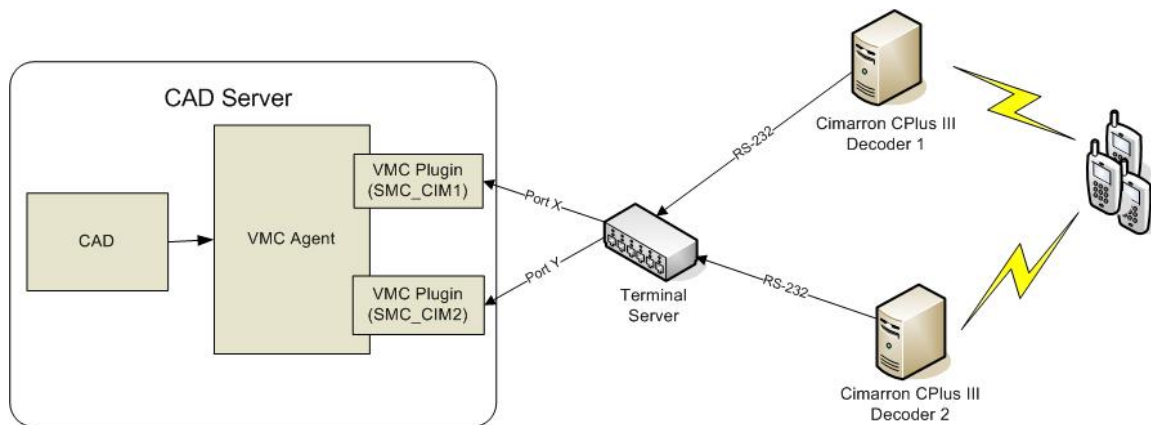 CAD Server
CAD
VMC Agent
VMC Plugin
(SMC_CIM1)
VMC Plugin
(SMC_CIM2)
Port X
Port Y
Terminal
Server
RS-232
RS-232
Cimarron CPlus III
Decoder 1
Cimarron CPlus III
Decoder 2